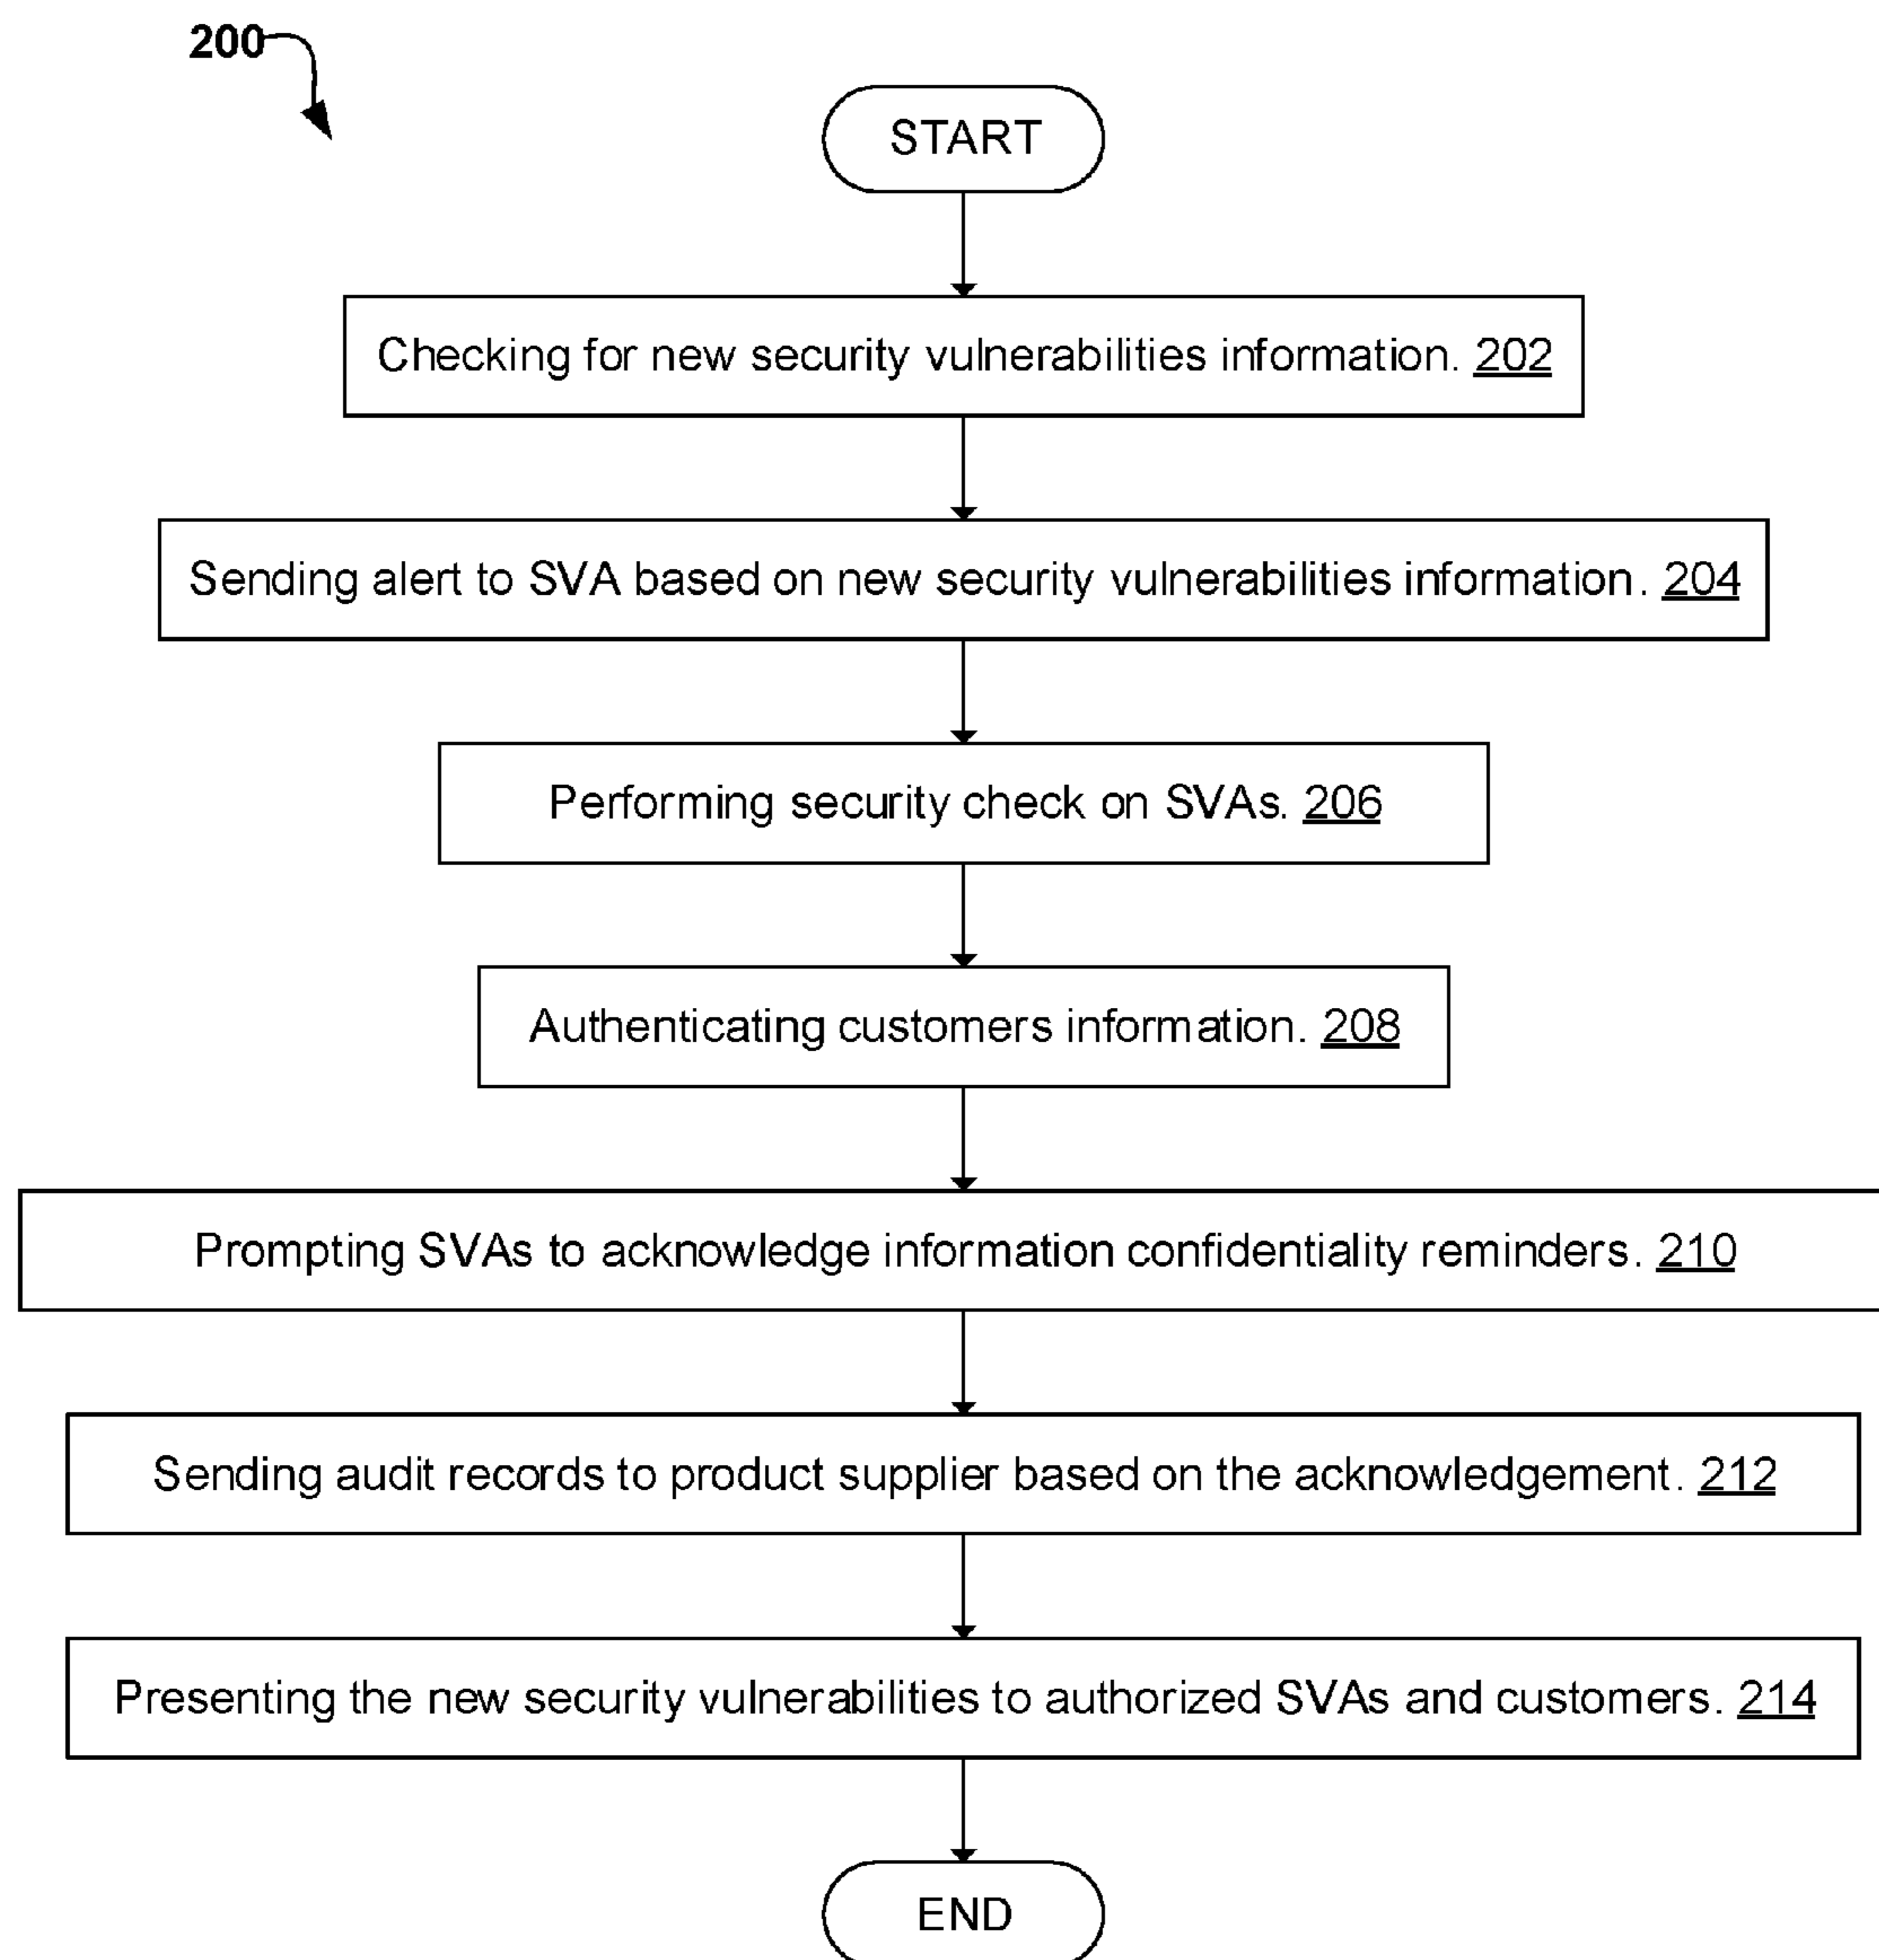 200
START
Checking for new security vulnerabilities information. 202
Sending alert to SVA based on new security vulnerabilities information. 204
Performing security check on SVAs. 206
Authenticating customers information. 208
Prompting SVAs to acknowledge information confidentiality reminders. 210
Sending audit records to product supplier based on the acknowledgement. 212
Presenting the new security vulnerabilities to authorized SVAs and customers. 214
END